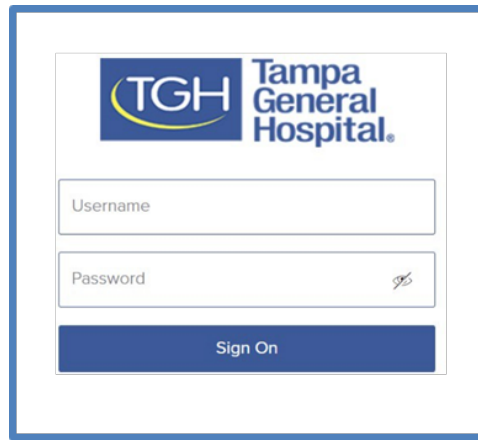 TGH
Tampa
General
Hospital®
Username
Password
Sign On